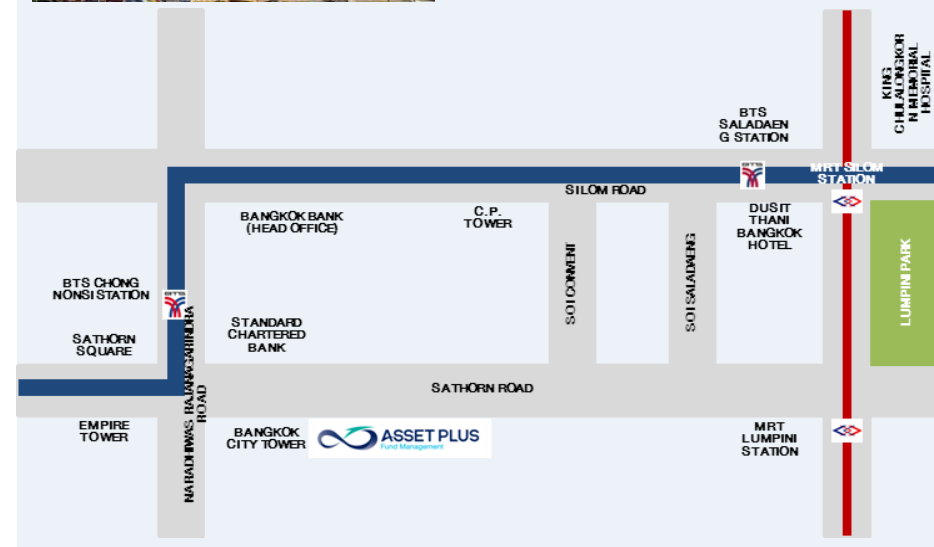 KING
CHULALONGKOR
N MEMORIAL
HOSPITAL
BTS
SALADAEN
G STATION
MRT SILOM
STATION
SILOM ROAD
BANGKOK BANK
(HEAD OFFICE)
C.P.
TOWER
DUSIT
THANI
BANGKOK
HOTEL
SOI CONVENT
SOI SALADAENG
LUMPINI PARK
BTS CHONG
NONSI STATION
BTS
SATHORN
SQUARE
STANDARD
CHARTERED
BANK
NARADHIWAS RAJANAGARINDRA
ROAD
SATHORN ROAD
EMPIRE
TOWER
BANGKOK
CITY TOWER
ASSET PLUS
Fund Management
MRT
LUMPINI
STATION